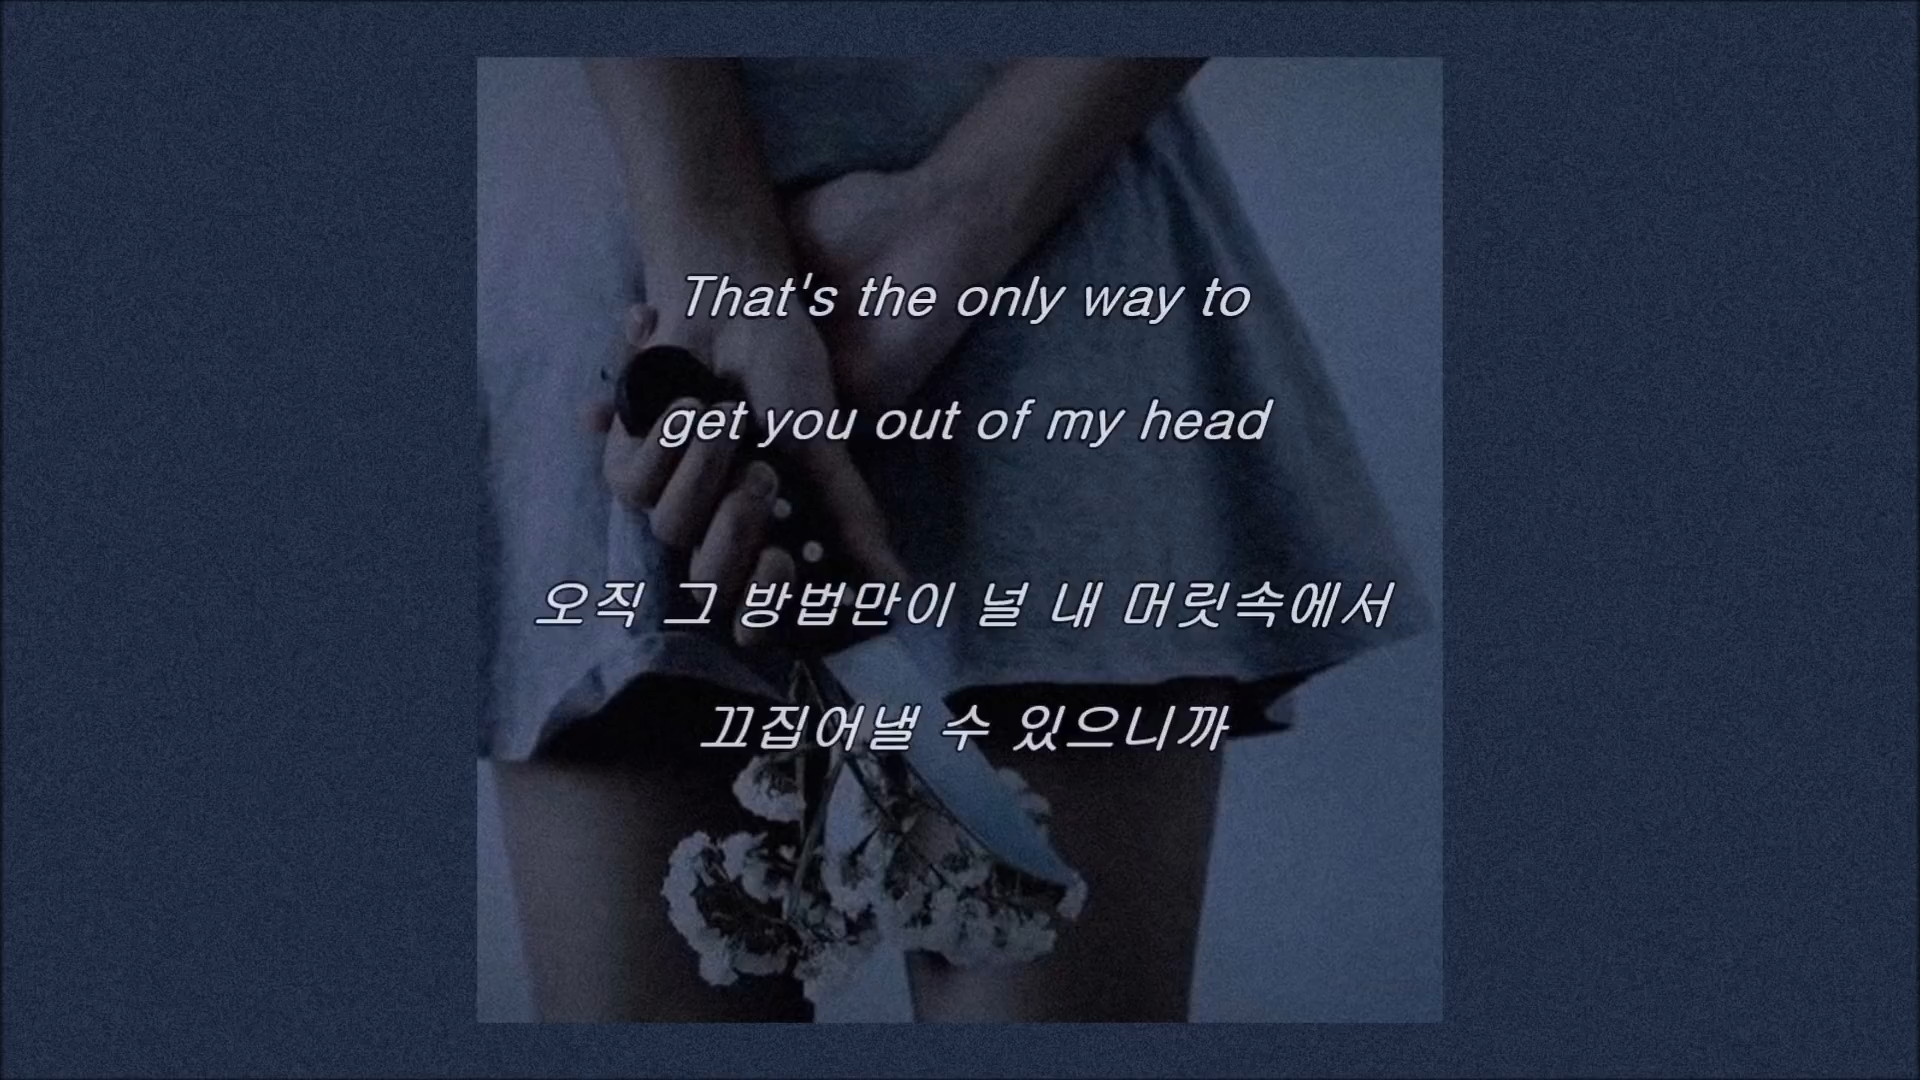 That's the only way to
get you out of my head
오직 그 방법만이 널 내 머릿속에서
끄집어낼 수 있으니까